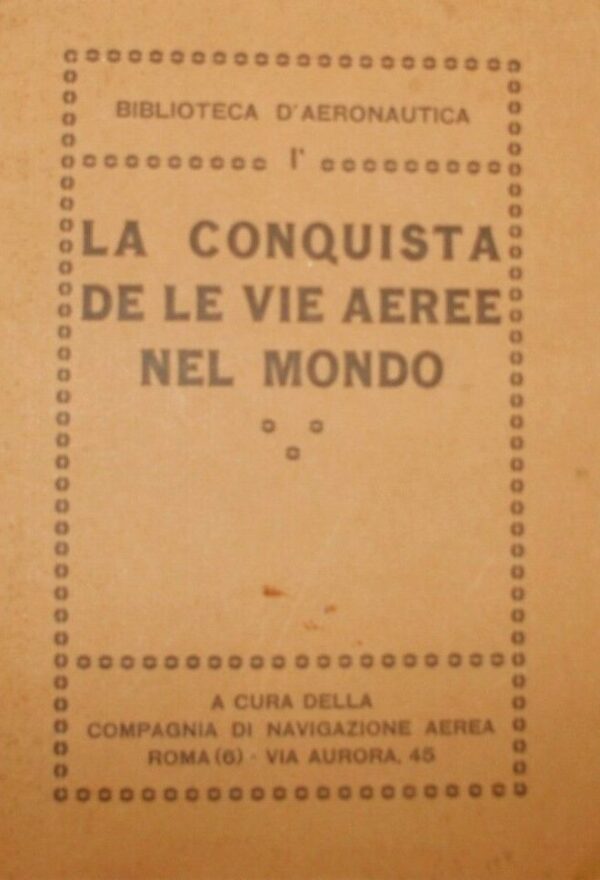 BIBLIOTECA D'AERONAUTICA
I°
LA CONQUISTA
DE LE VIE AEREE
NEL MONDO
A CURA DELLA
COMPAGNIA DI NAVIGAZIONE AEREA
ROMA (6) - VIA AURORA, 45